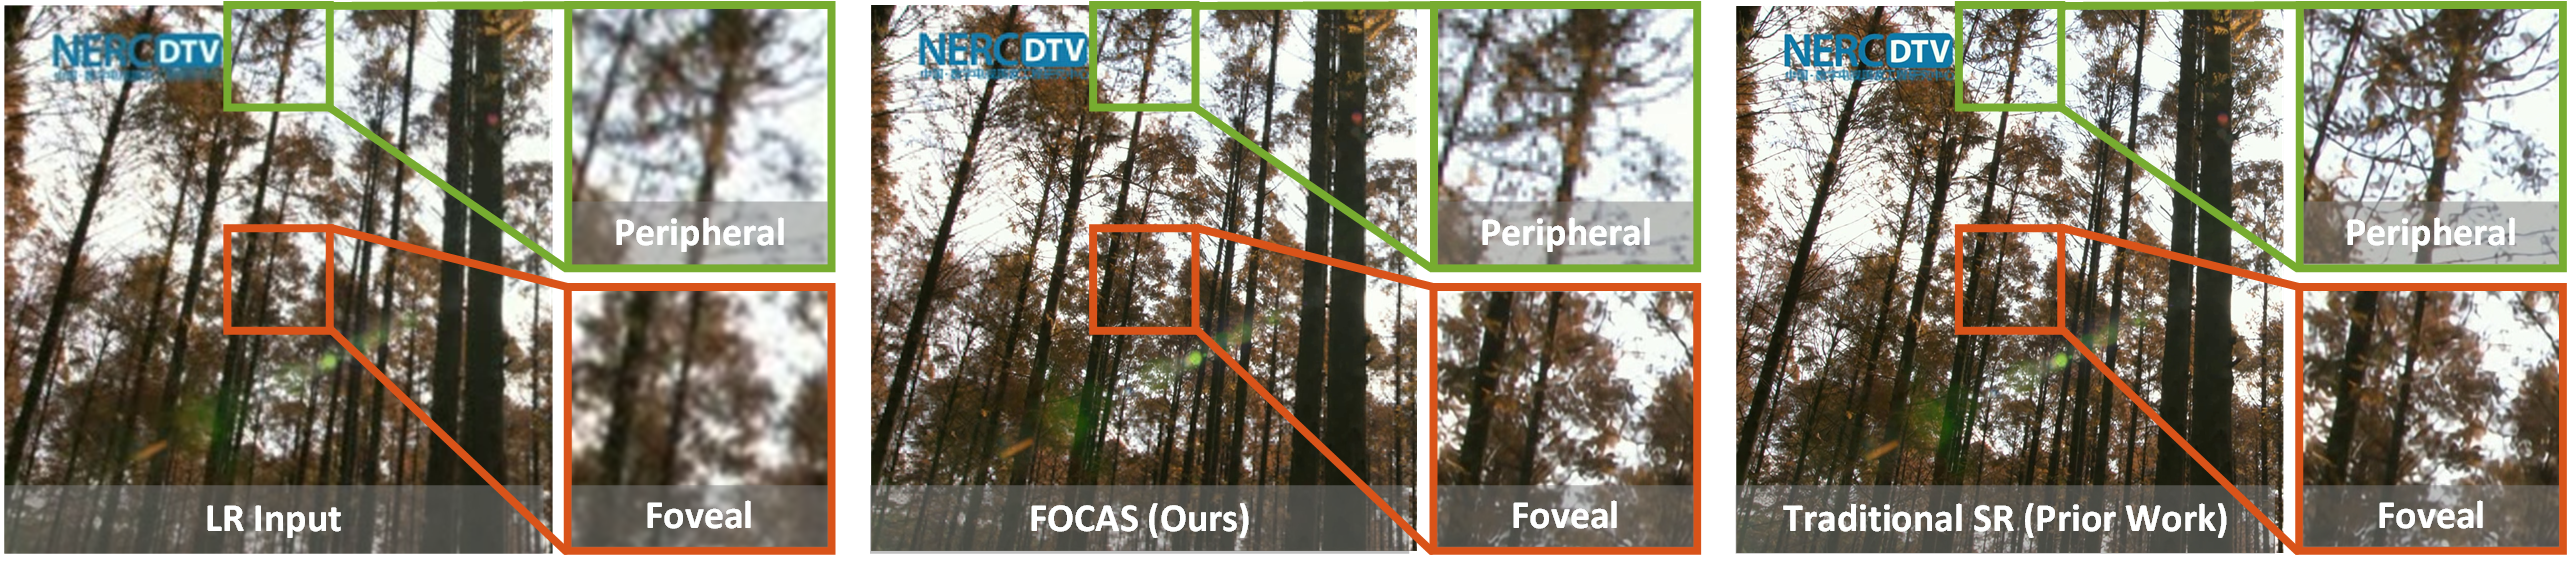 NERC DTV
Peripheral
Foveal
LR Input
NERC DTV
Peripheral
Foveal
FOCAS (Ours)
NERC DTV
Peripheral
Foveal
Traditional SR (Prior Work)